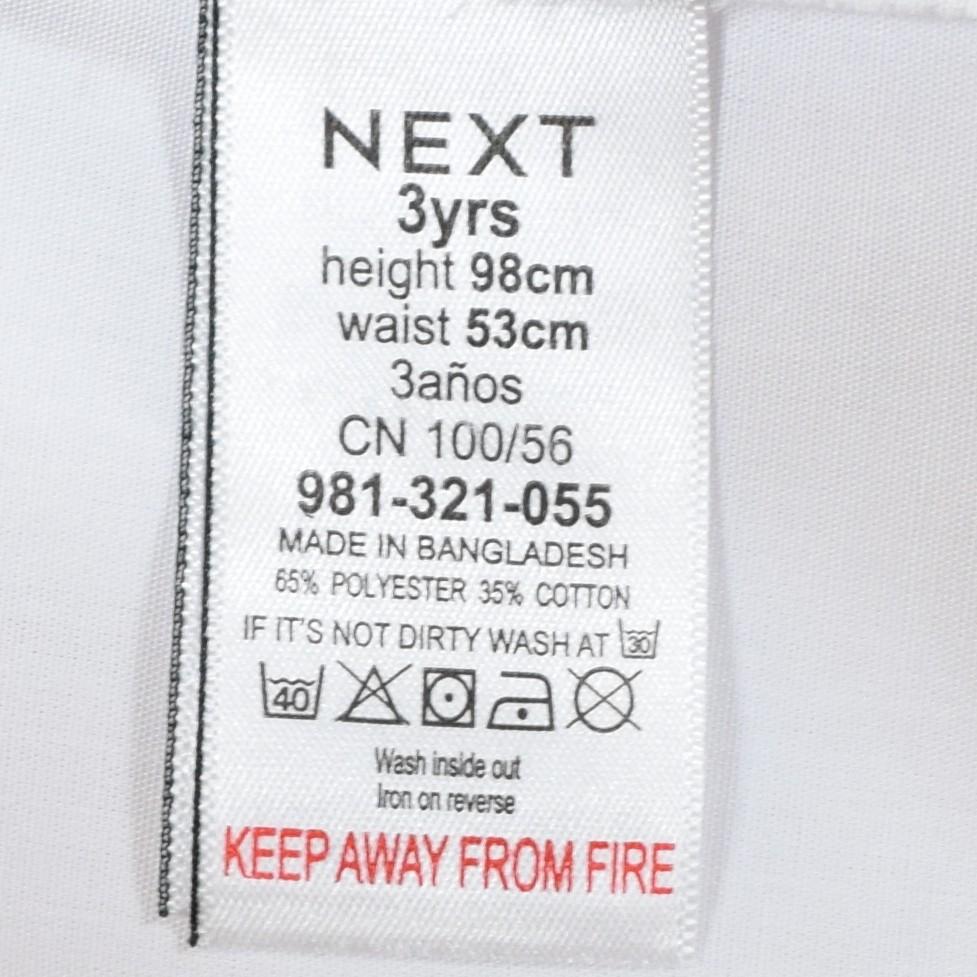 NEXT
3yrs
height 98cm
waist 53cm
3años
CN 100/56
981-321-055
MADE IN BANGLADESH
65% POLYESTER 35% COTTON
IF IT'S NOT DIRTY WASH AT 30
40
Wash inside out
Iron on reverse
KEEP AWAY FROM FIRE